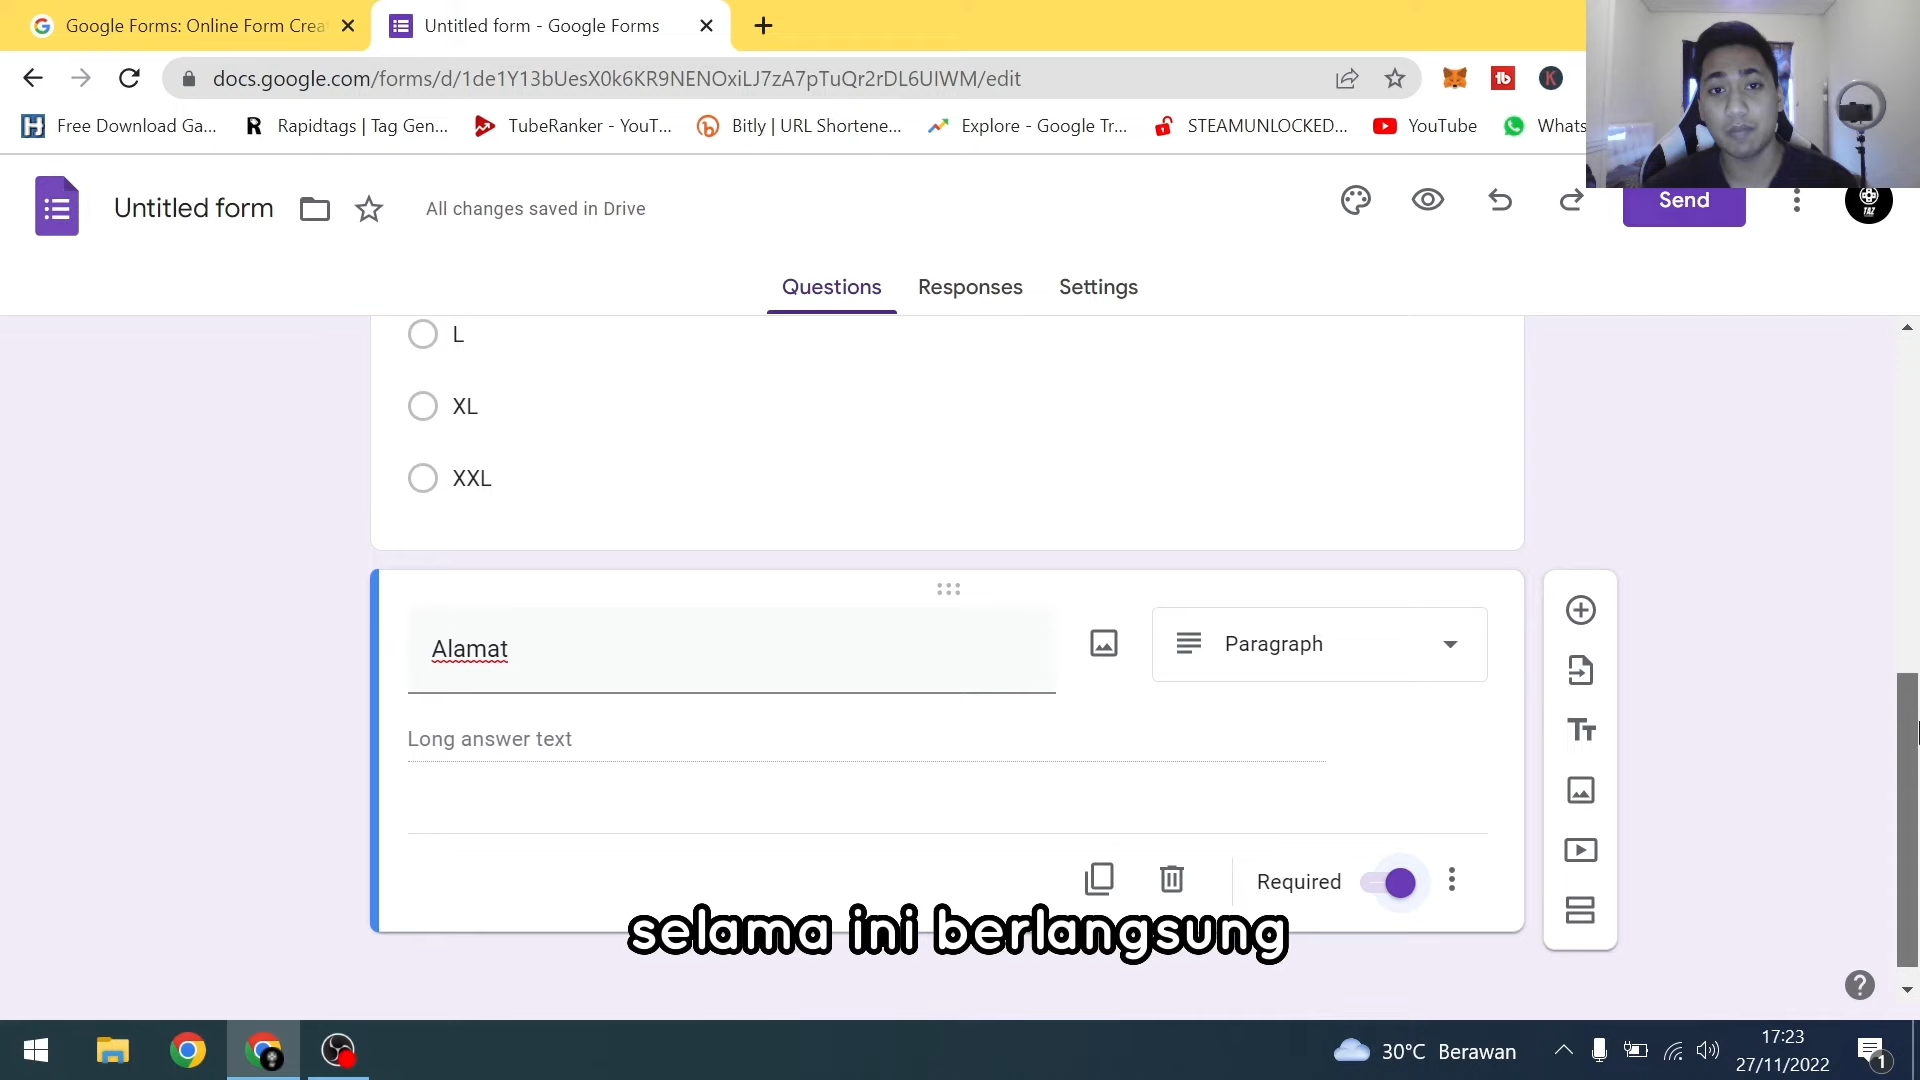 Google Forms: Online Form Crea
Untitled form - Google Forms
docs.google.com/forms/d/1de1Y13bUesX0k6KR9NENOxiLJ7zA7pTuQr2rDL6UIWM/edit
Free Download Ga...
Rapidtags | Tag Gen...
TubeRanker - YouT...
Bitly | URL Shortene...
Explore - Google Tr...
STEAMUNLOCKED...
YouTube
Whats
Untitled form
All changes saved in Drive
Send
TAZ
Questions
Responses
Settings
L
XL
XXL
Alamat
Paragraph
Long answer text
Required
selama ini berlangsung
30°C Berawan
17:23
27/11/2022
1